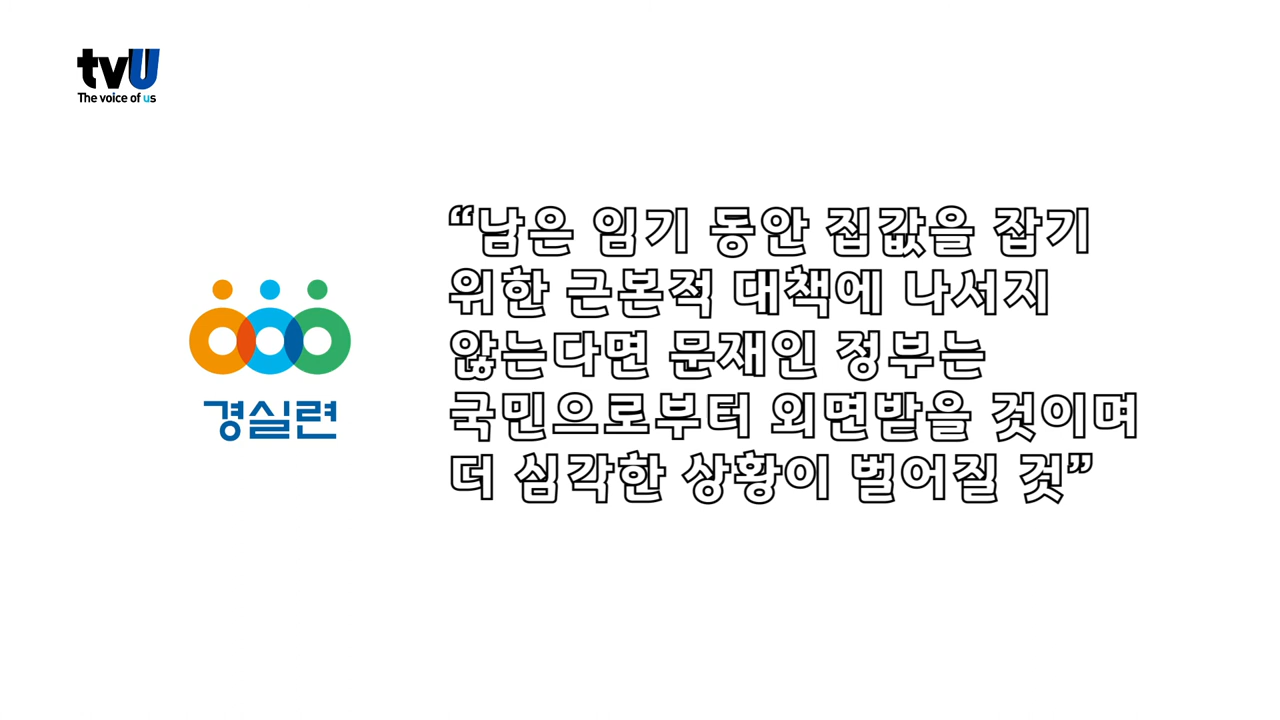 tvU
The voice of us
“남은 임기 동안 집값을 잡기
위한 근본적 대책에 나서지
않는다면 문재인 정부는
국민으로부터 외면받을 것이며
더 심각한 상황이 벌어질 것”
경실련